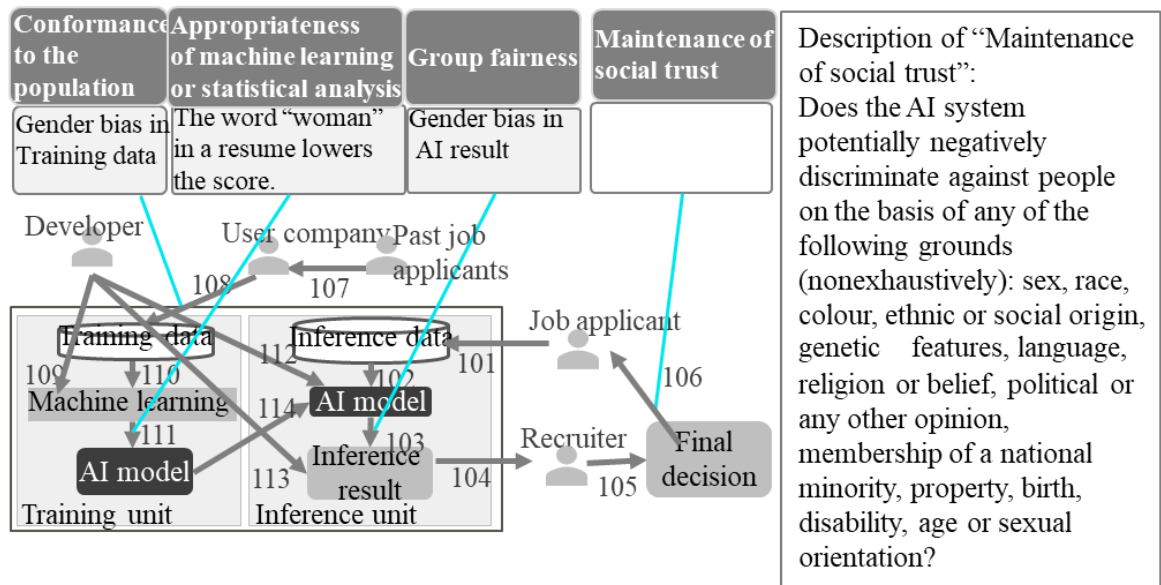 Conformance
to the
population
Appropriateness
of machine learning
or statistical analysis
Group fairness
Maintenance of
social trust
Gender bias in
Training data
The word “woman”
in a resume lowers
the score.
Gender bias in
AI result
Developer
User company
Past job
applicants
108
107
Training data
Inference data
Job applicant
101
112
109
110
102
106
Machine learning
AI model
114
111
103
Recruiter
Final
decision
AI model
113
Inference
result
104
105
Training unit
Inference unit
Description of “Maintenance
of social trust”:
Does the AI system
potentially negatively
discriminate against people
on the basis of any of the
following grounds
(nonexhaustively): sex, race,
colour, ethnic or social origin,
genetic features, language,
religion or belief, political or
any other opinion,
membership of a national
minority, property, birth,
disability, age or sexual
orientation?